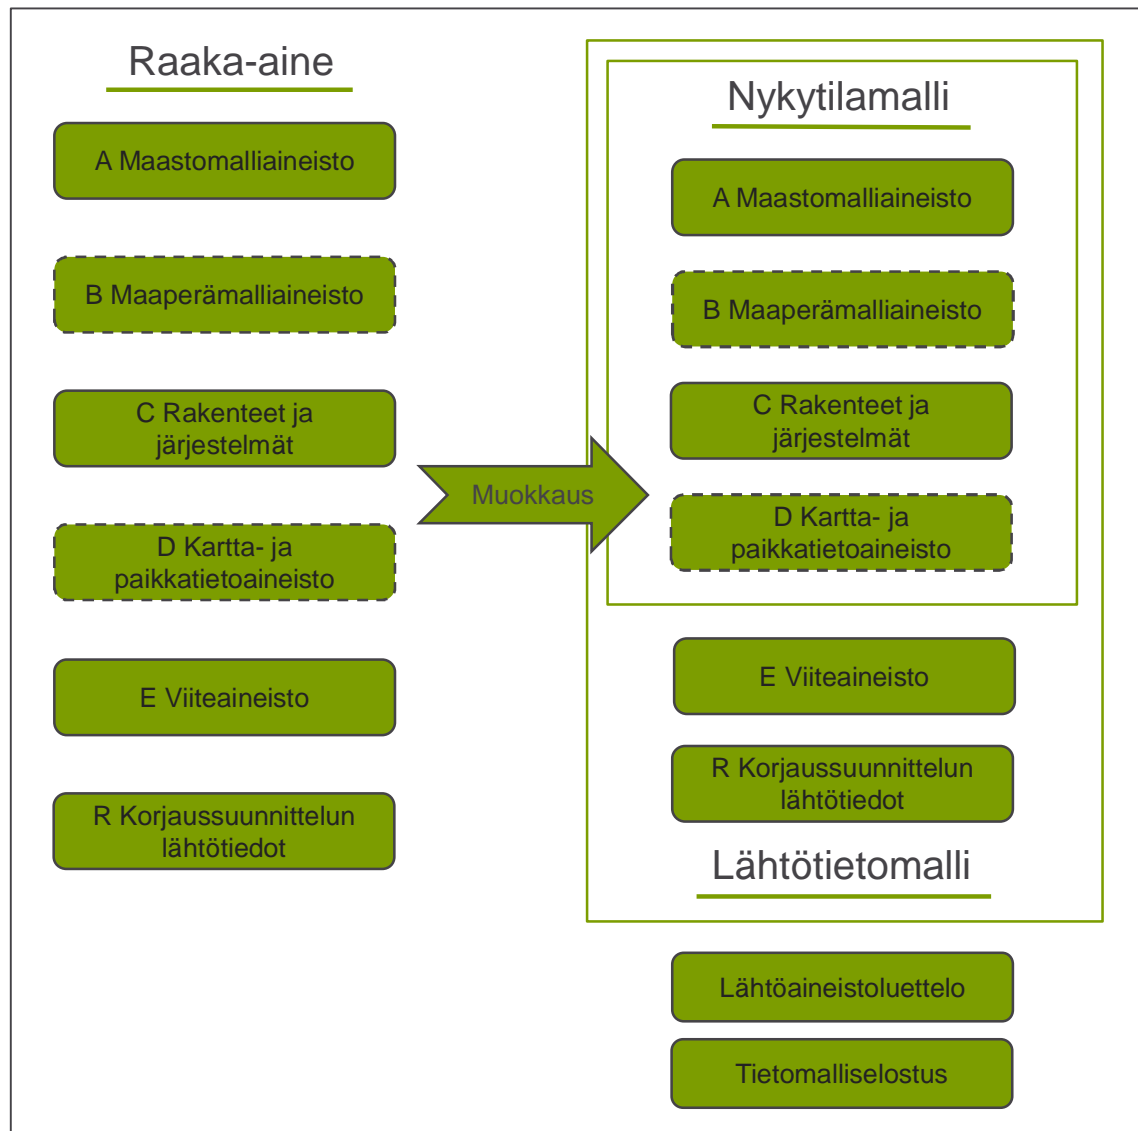 Raaka-aine
A Maastomalliaineisto
B Maaperämalliaineisto
C Rakenteet ja
järjestelmät
D Kartta- ja
paikkatietoaineisto
E Viiteaineisto
R Korjaussuunnittelun
lähtötiedot
Muokkaus
Nykytilamalli
A Maastomalliaineisto
B Maaperämalliaineisto
C Rakenteet ja
järjestelmät
D Kartta- ja
paikkatietoaineisto
E Viiteaineisto
R Korjaussuunnittelun
lähtötiedot
Lähtötietomalli
Lähtöaineistoluettelo
Tietomalliselostus